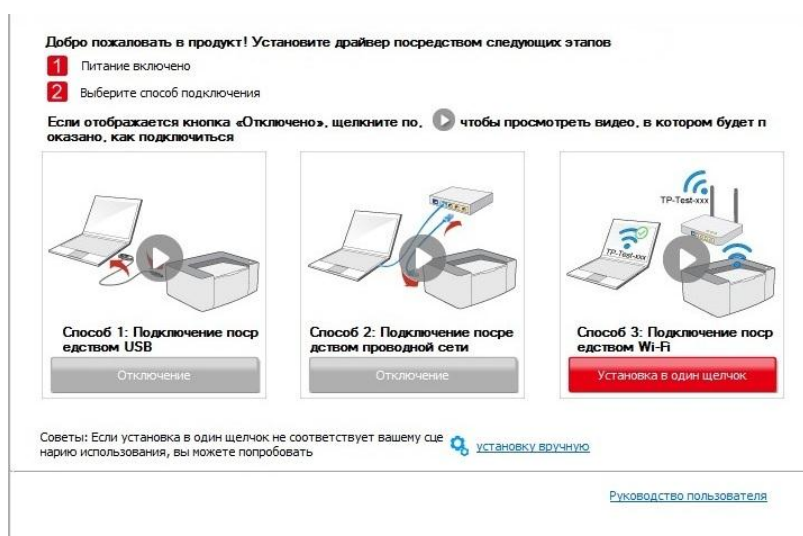 Добро пожаловать в продукт! Установите драйвер посредством следующих этапов
1 Питание включено
2 Выберите способ подключения
Если отображается кнопка «Отключено», щелкните по, чтобы просмотреть видео, в котором будет п
оказано, как подключиться
TP-Test-xxx
TP-Test-xxx
Способ 1: Подключение поср
едством USB
Способ 2: Подключение посре
дством проводной сети
Способ 3: Подключение поср
едством Wi-Fi
Отключение
Отключение
Установка в один щелчок
Советы: Если установка в один щелчок не соответствует вашему сце
нарию использования, вы можете попробовать
установку вручную
Руководство пользователя